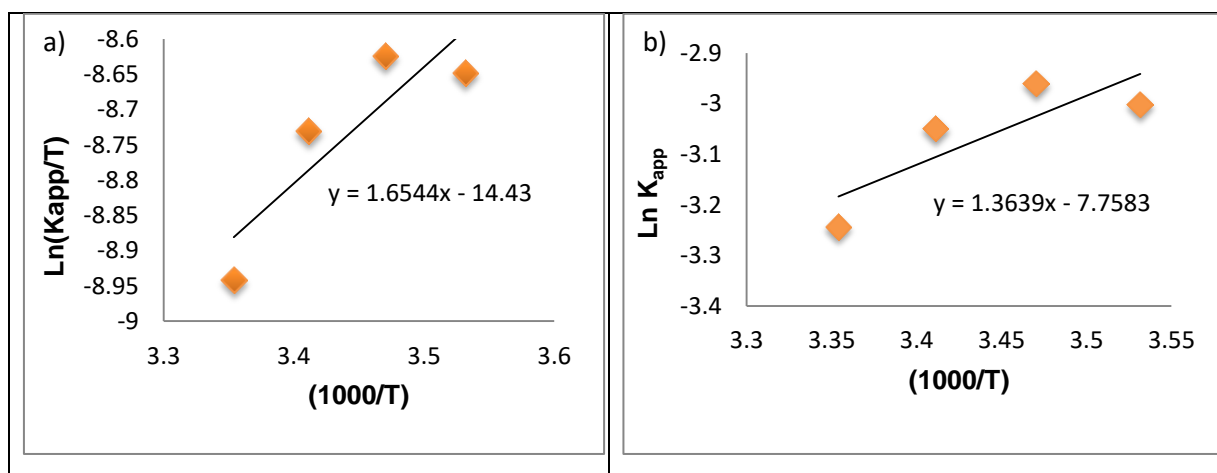 a)
Ln(Kapp/T)
-8.6
-8.65
-8.7
-8.75
-8.8
-8.85
-8.9
-8.95
-9
y = 1.6544x - 14.43
3.3 3.4 3.5 3.6
(1000/T)
b)
Ln Kapp
-2.9
-3
-3.1
-3.2
-3.3
-3.4
y = 1.3639x - 7.7583
3.3 3.35 3.4 3.45 3.5 3.55
(1000/T)